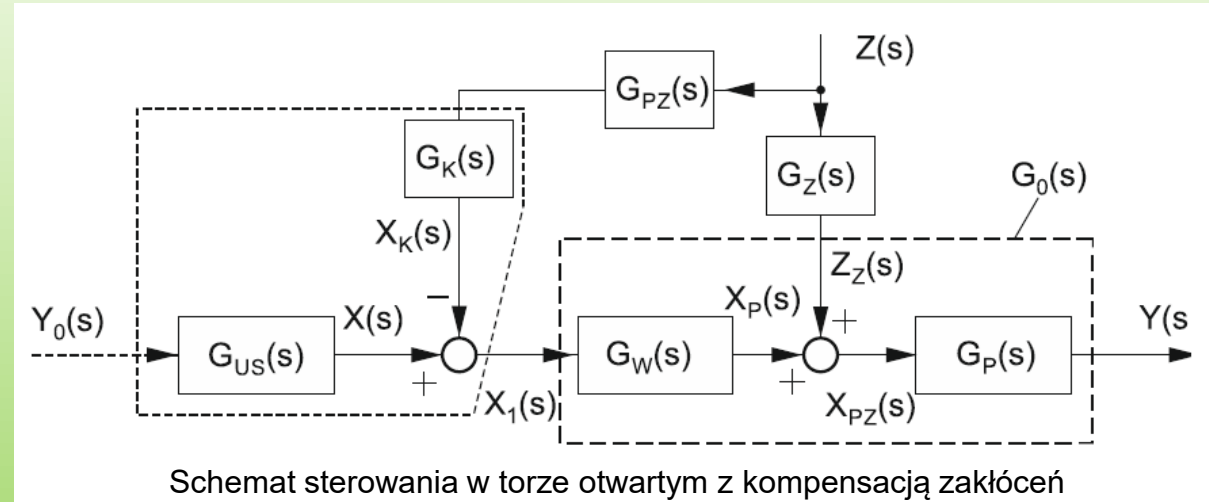 Z(s)
G_PZ(s)
G_K(s)
G_Z(s)
G_0(s)
X_K(s)
Z_Z(s)
Y_0(s)
X(s)
−
X_P(s)
+
Y(s
G_US(s)
G_W(s)
G_P(s)
+
X_1(s)
+
X_PZ(s)
Schemat sterowania w torze otwartym z kompensacją zakłóceń